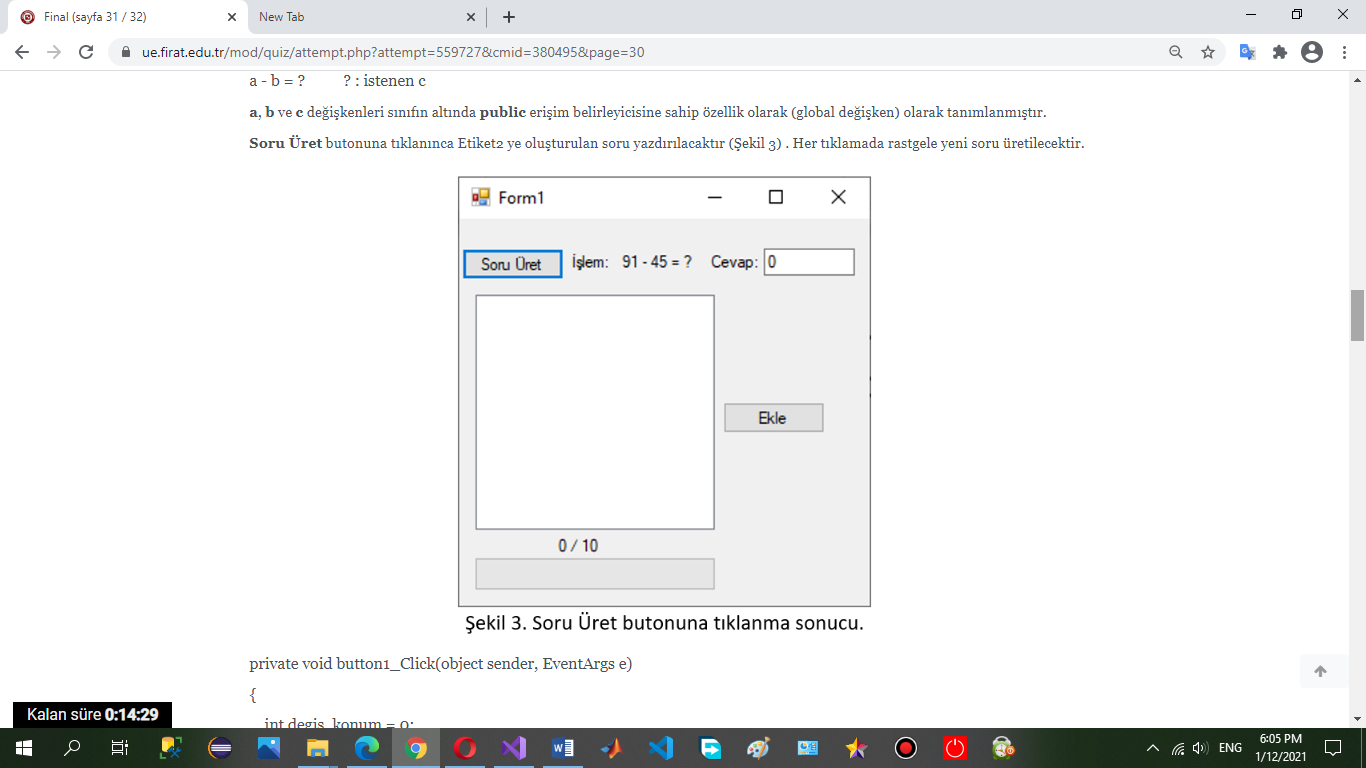 Final (sayfa 31 / 32)
New Tab
ue.firat.edu.tr/mod/quiz/attempt.php?attempt=559727&cmid=380495&page=30
a - b = ? ? : istenen c
a, b ve c değişkenleri sınıfın altında public erişim belirleyicisine sahip özellik olarak (global değişken) olarak tanımlanmıştır.
Soru Üret butonuna tıklanınca Etiket2 ye oluşturulan soru yazdırılacaktır (Şekil 3) . Her tıklamada rastgele yeni soru üretilecektir.
Form1
Soru Üret İşlem: 91 - 45 = ? Cevap: 0
Ekle
0 / 10
Şekil 3. Soru Üret butonuna tıklanma sonucu.
private void button1_Click(object sender, EventArgs e)
{
int degis, konum = 0;
Kalan süre 0:14:29
ENG
6:05 PM
1/12/2021